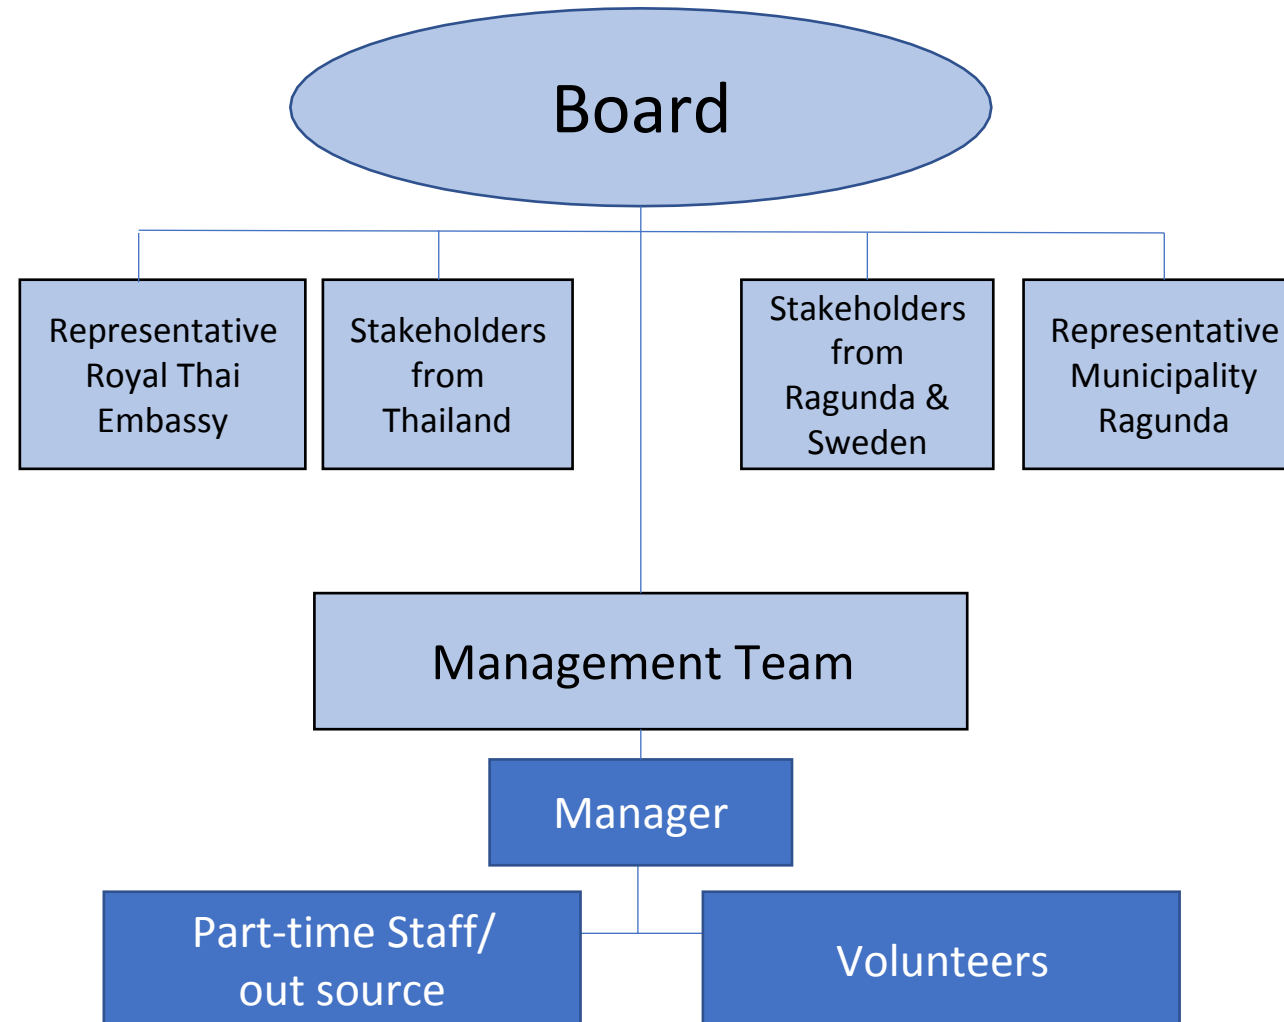 Board
Representative
Royal Thai
Embassy
Stakeholders
from
Thailand
Stakeholders
from
Ragunda &
Sweden
Representative
Municipality
Ragunda
Management Team
Manager
Part-time Staff/
out source
Volunteers